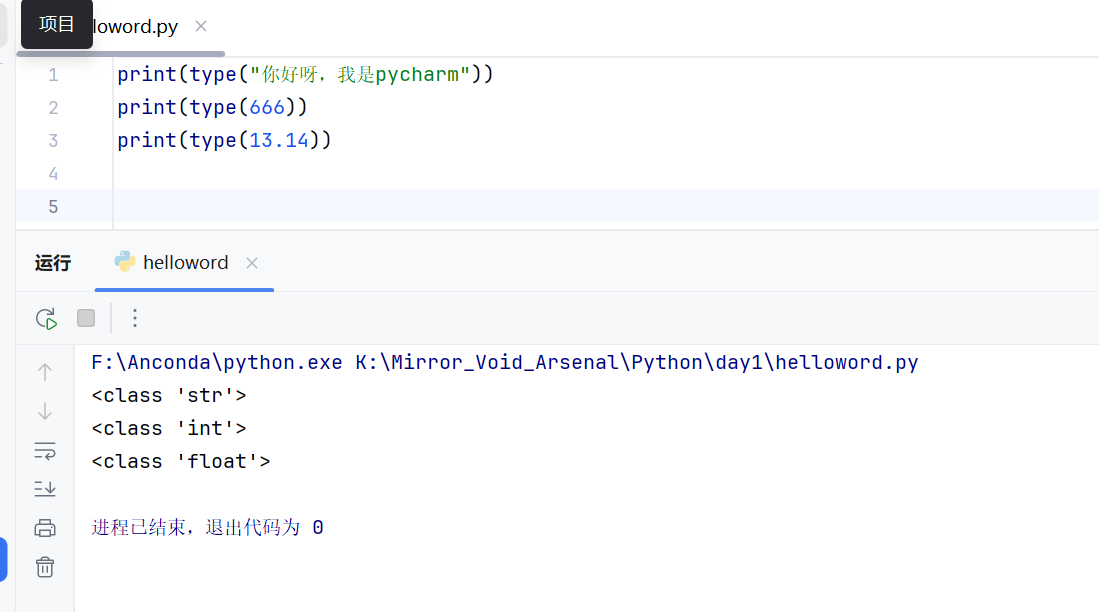 项目
loword.py
1 print(type("你好呀，我是pycharm"))
2 print(type(666))
3 print(type(13.14))
4
5
运行 helloword
F:\Anconda\python.exe K:\Mirror_Void_Arsenal\Python\day1\helloword.py
<class 'str'>
<class 'int'>
<class 'float'>
进程已结束，退出代码为 0